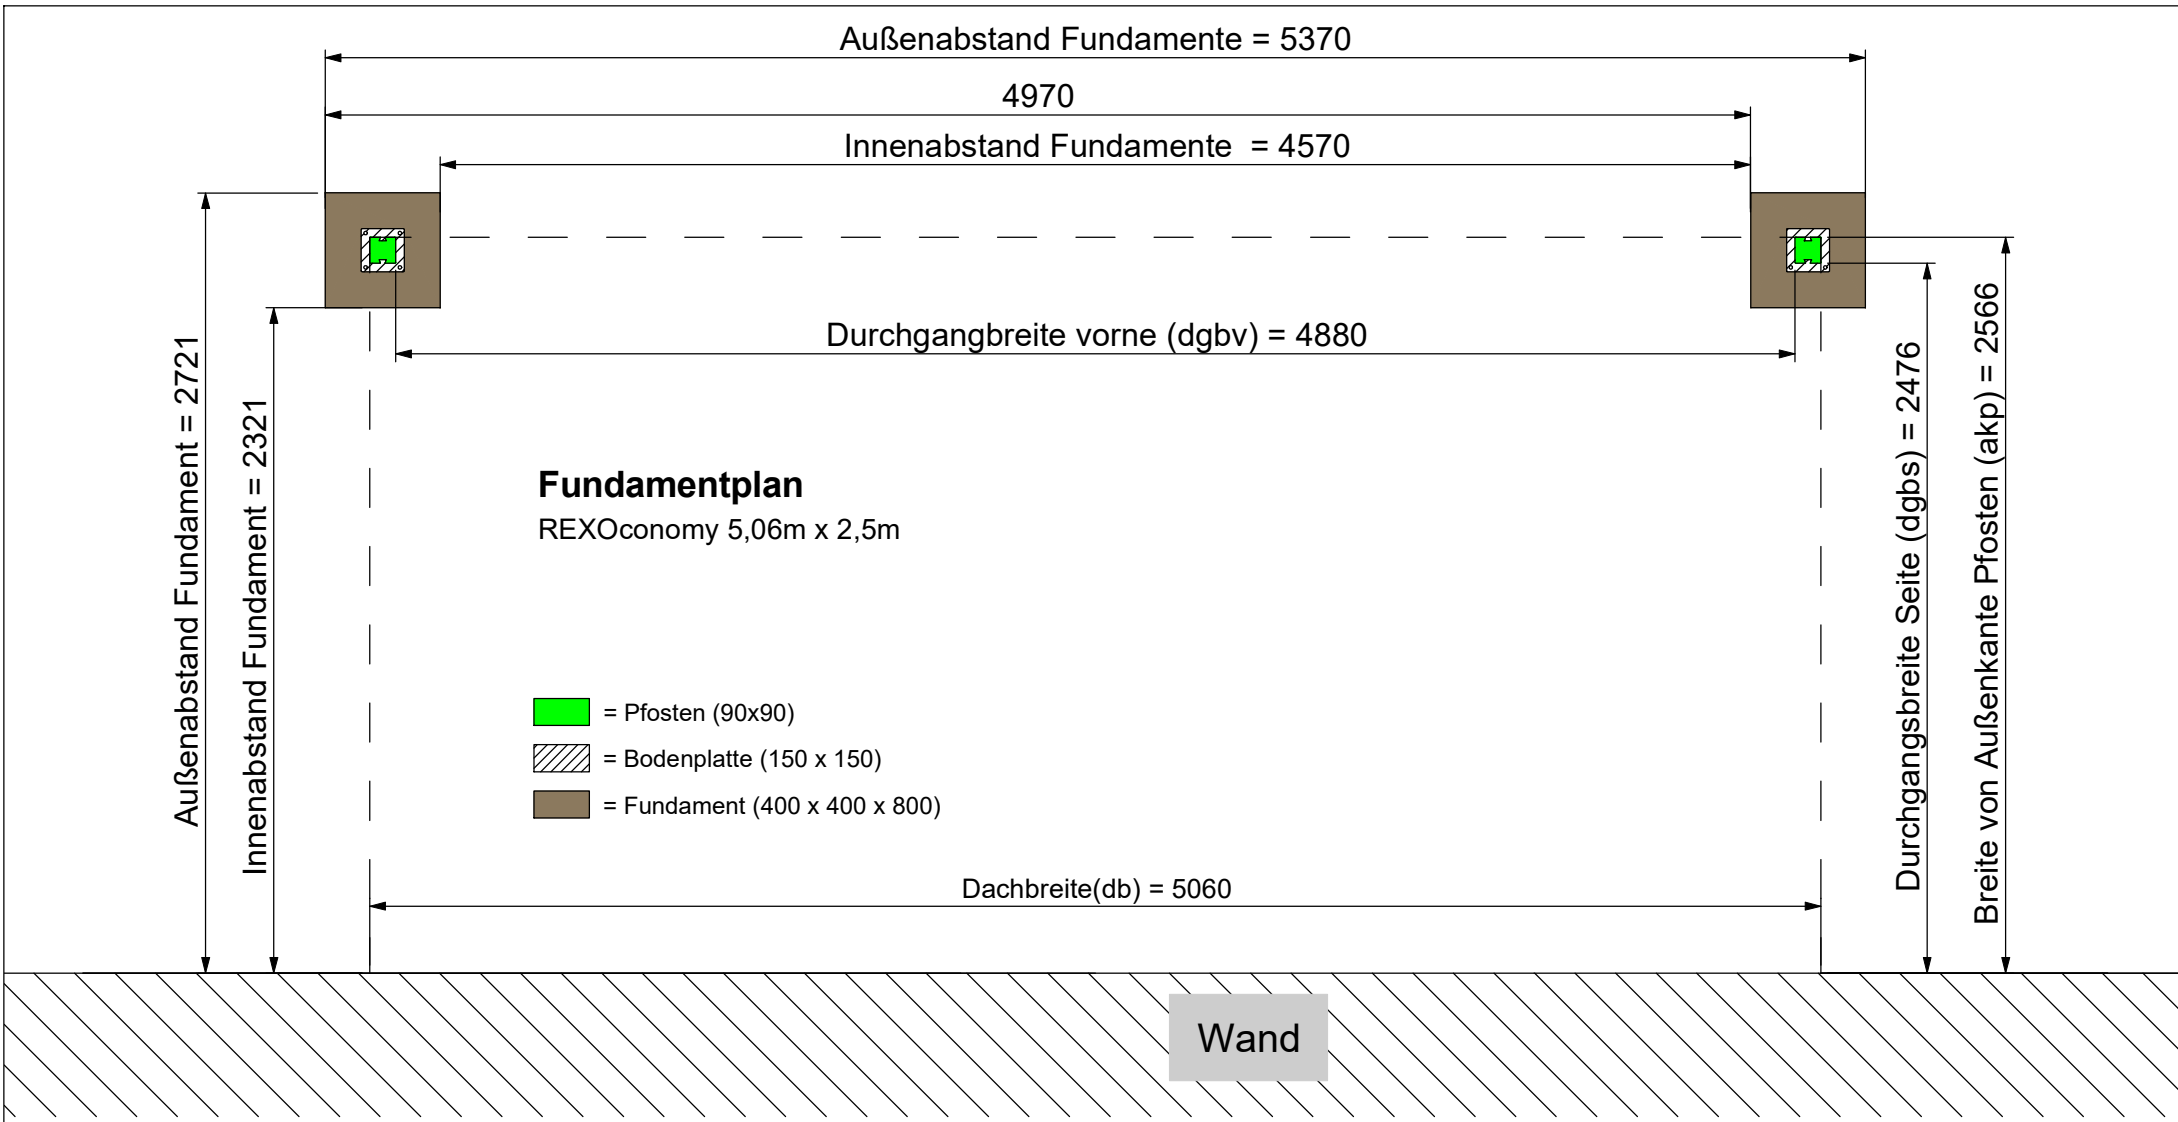 Außenabstand Fundamente = 5370
4970
Innenabstand Fundamente = 4570
Durchgangbreite vorne (dgbv) = 4880
Außenabstand Fundament = 2721
Innenabstand Fundament = 2321
Fundamentplan
REXOconomy 5,06m x 2,5m
= Pfosten (90x90)
= Bodenplatte (150 x 150)
= Fundament (400 x 400 x 800)
Durchgangsbreite Seite (dgbs) = 2476
Breite von Außenkante Pfosten (akp) = 2566
Dachbreite(db) = 5060
Wand